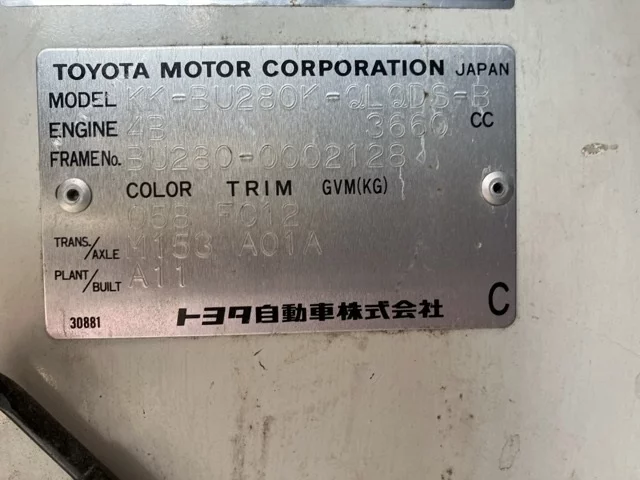 TOYOTA MOTOR CORPORATION JAPAN
MODEL KK-BU280K-QLQDS-B
ENGINE 4B 3660 CC
FRAME No. BU280-0002128
COLOR TRIM GVM(KG)
058 FC12
TRANS./AXLE M153 A01A
PLANT/BUILT A11
30881 トヨタ自動車株式会社 C